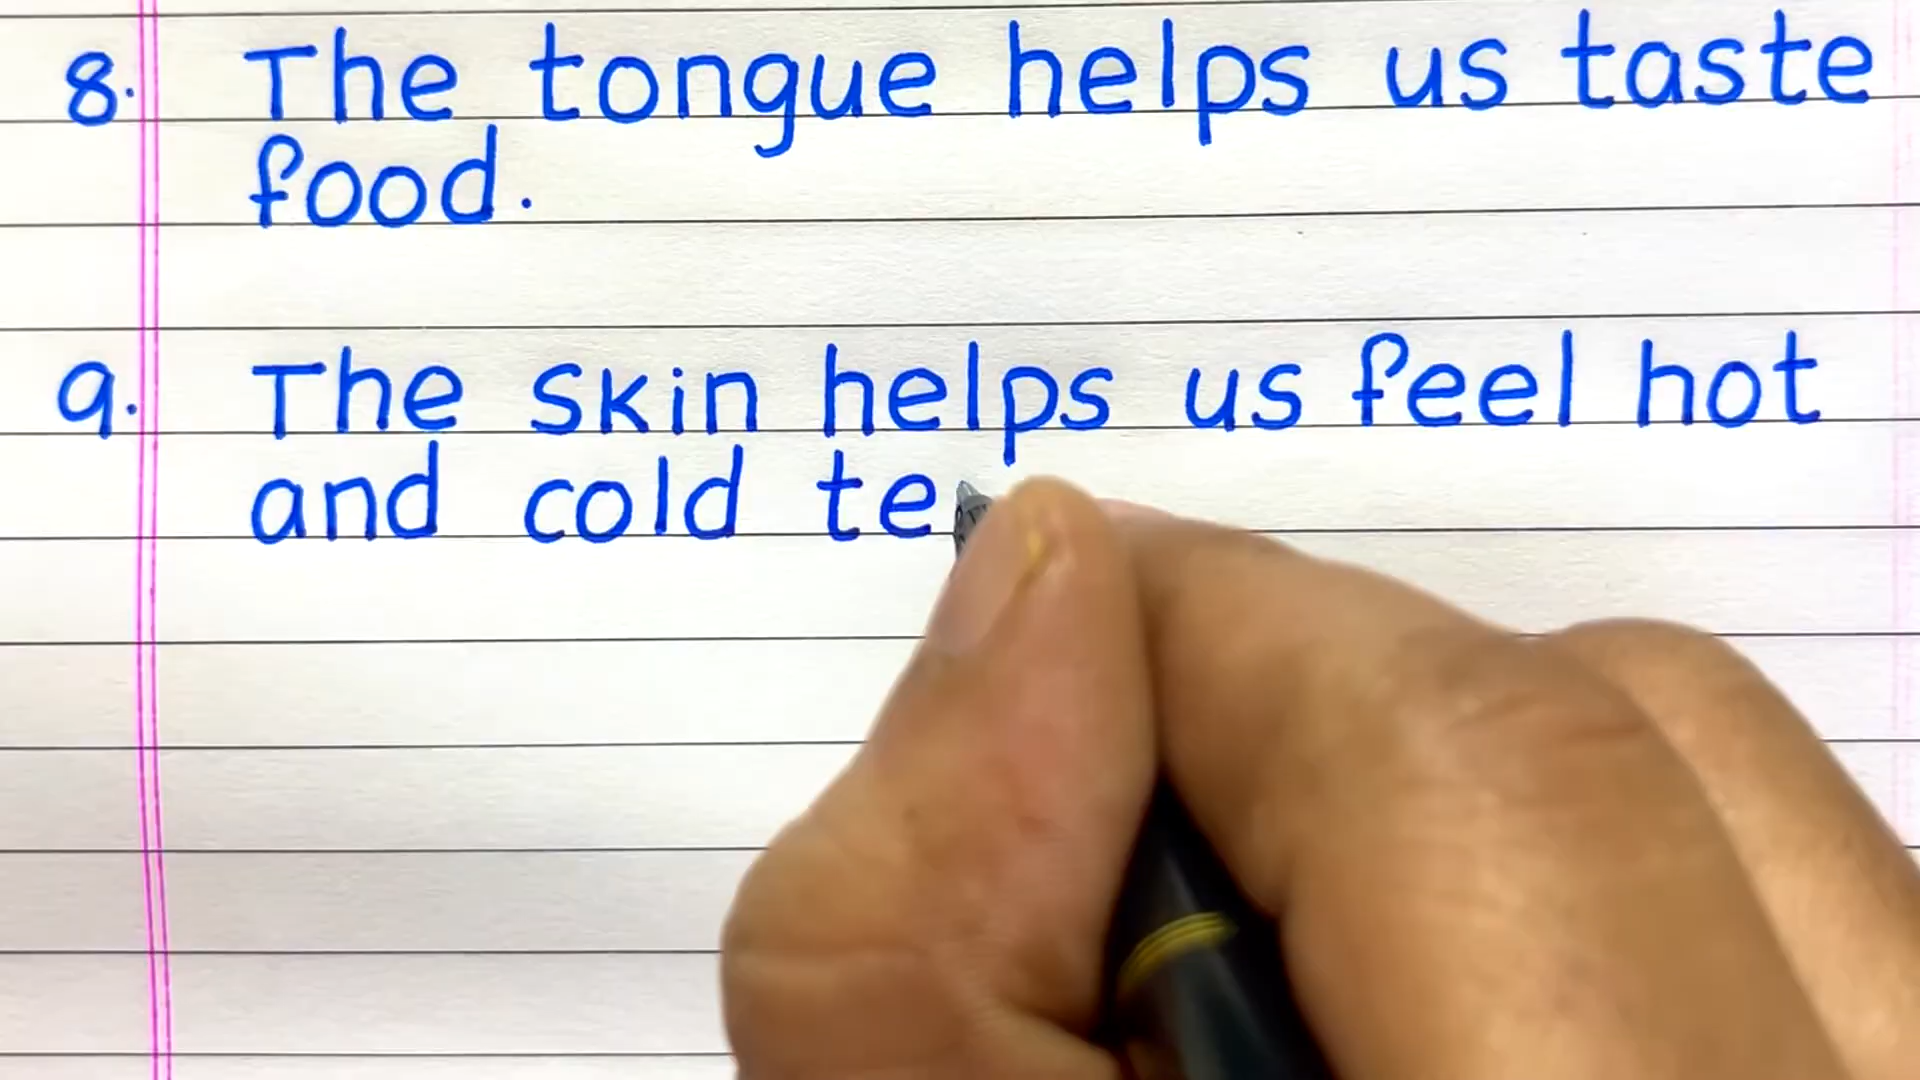 8. The tongue helps us taste
food.
9. The skin helps us feel hot
and cold te